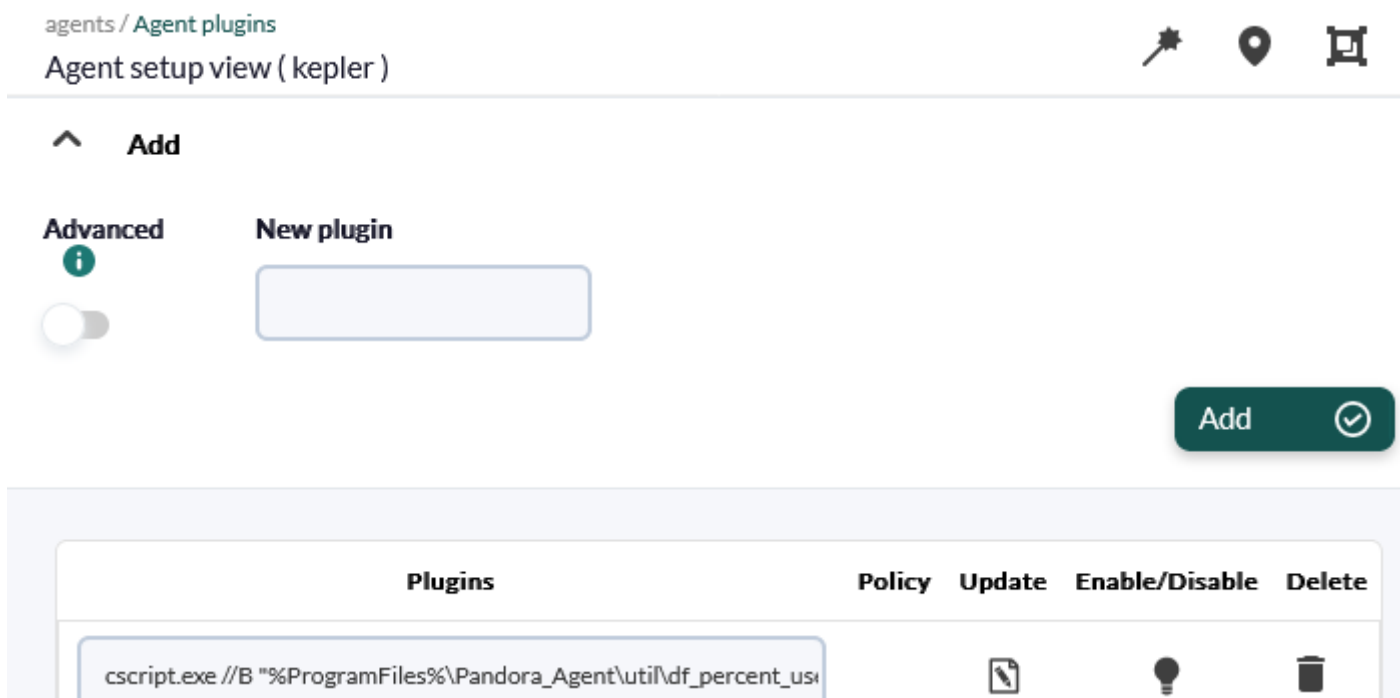 agents / Agent plugins
Agent setup view ( kepler )
Add
Advanced New plugin
Add
Plugins Policy Update Enable/Disable Delete
cscript.exe //B "%ProgramFiles%\Pandora_Agent\util\df_percent_us